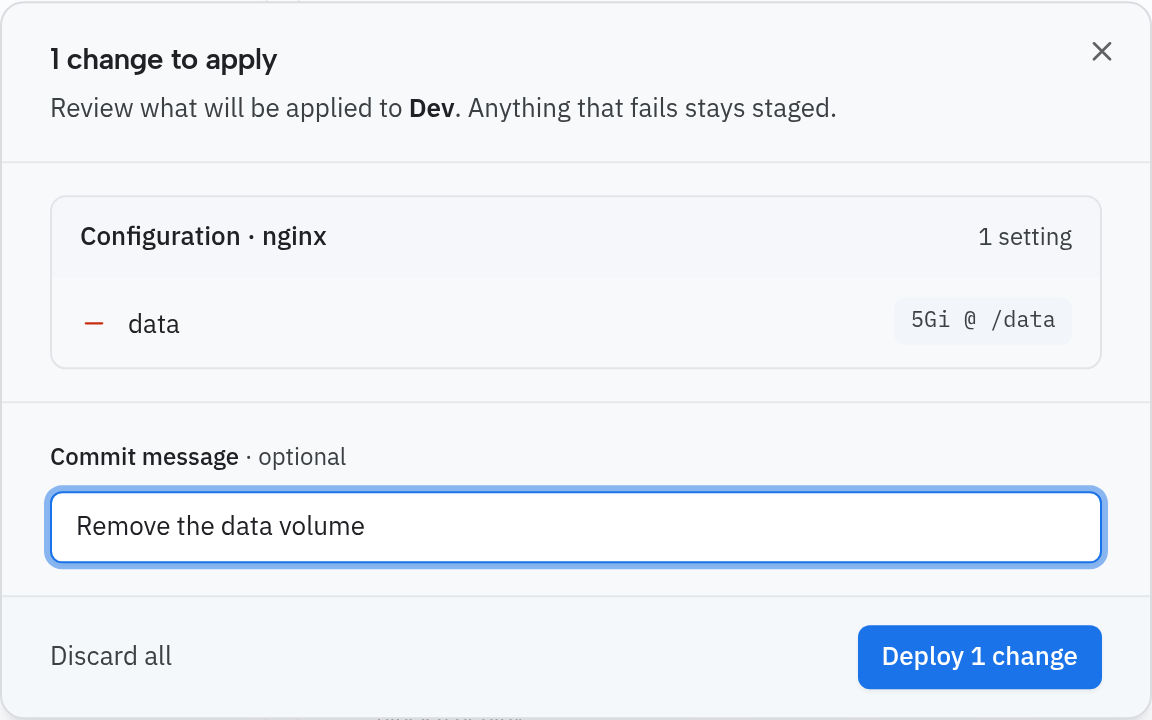 1 change to apply
Review what will be applied to Dev. Anything that fails stays staged.
Configuration · nginx
1 setting
— data
5Gi @ /data
Commit message · optional
Remove the data volume
Discard all
Deploy 1 change